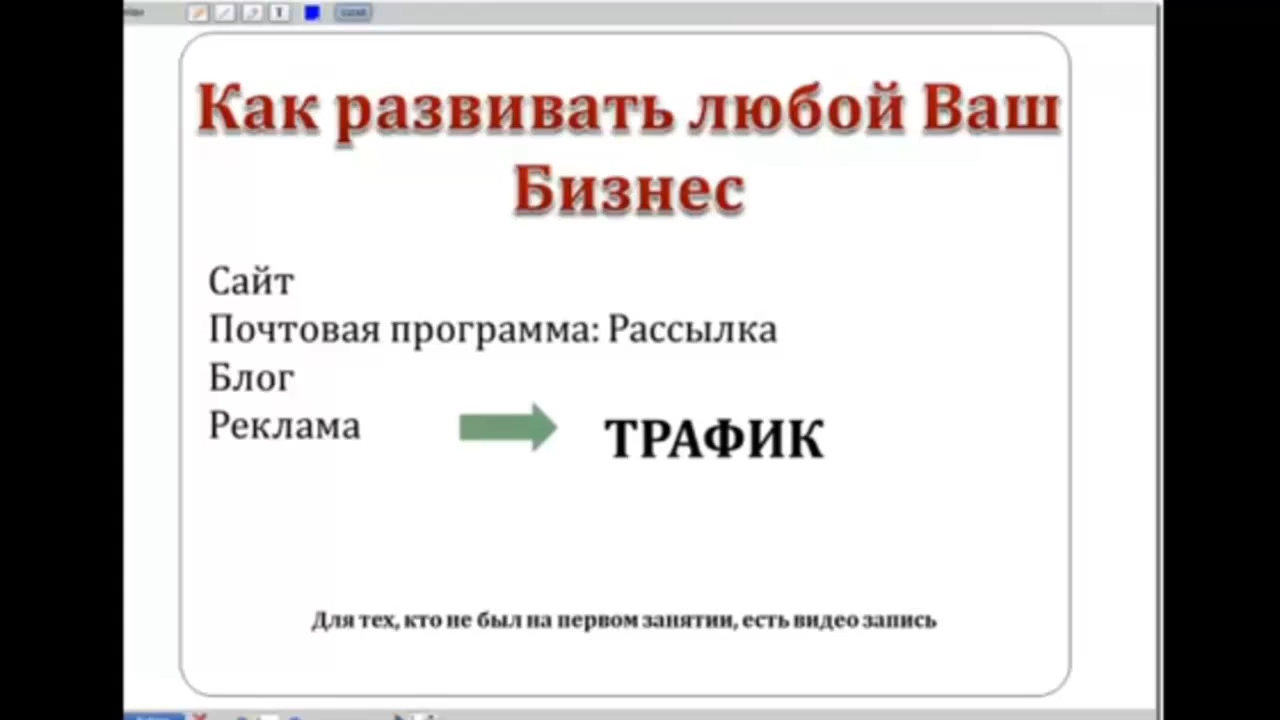 Как развивать любой Ваш
Бизнес
Сайт
Почтовая программа: Рассылка
Блог
Реклама
ТРАФИК
Для тех, кто не был на первом занятии, есть видео запись